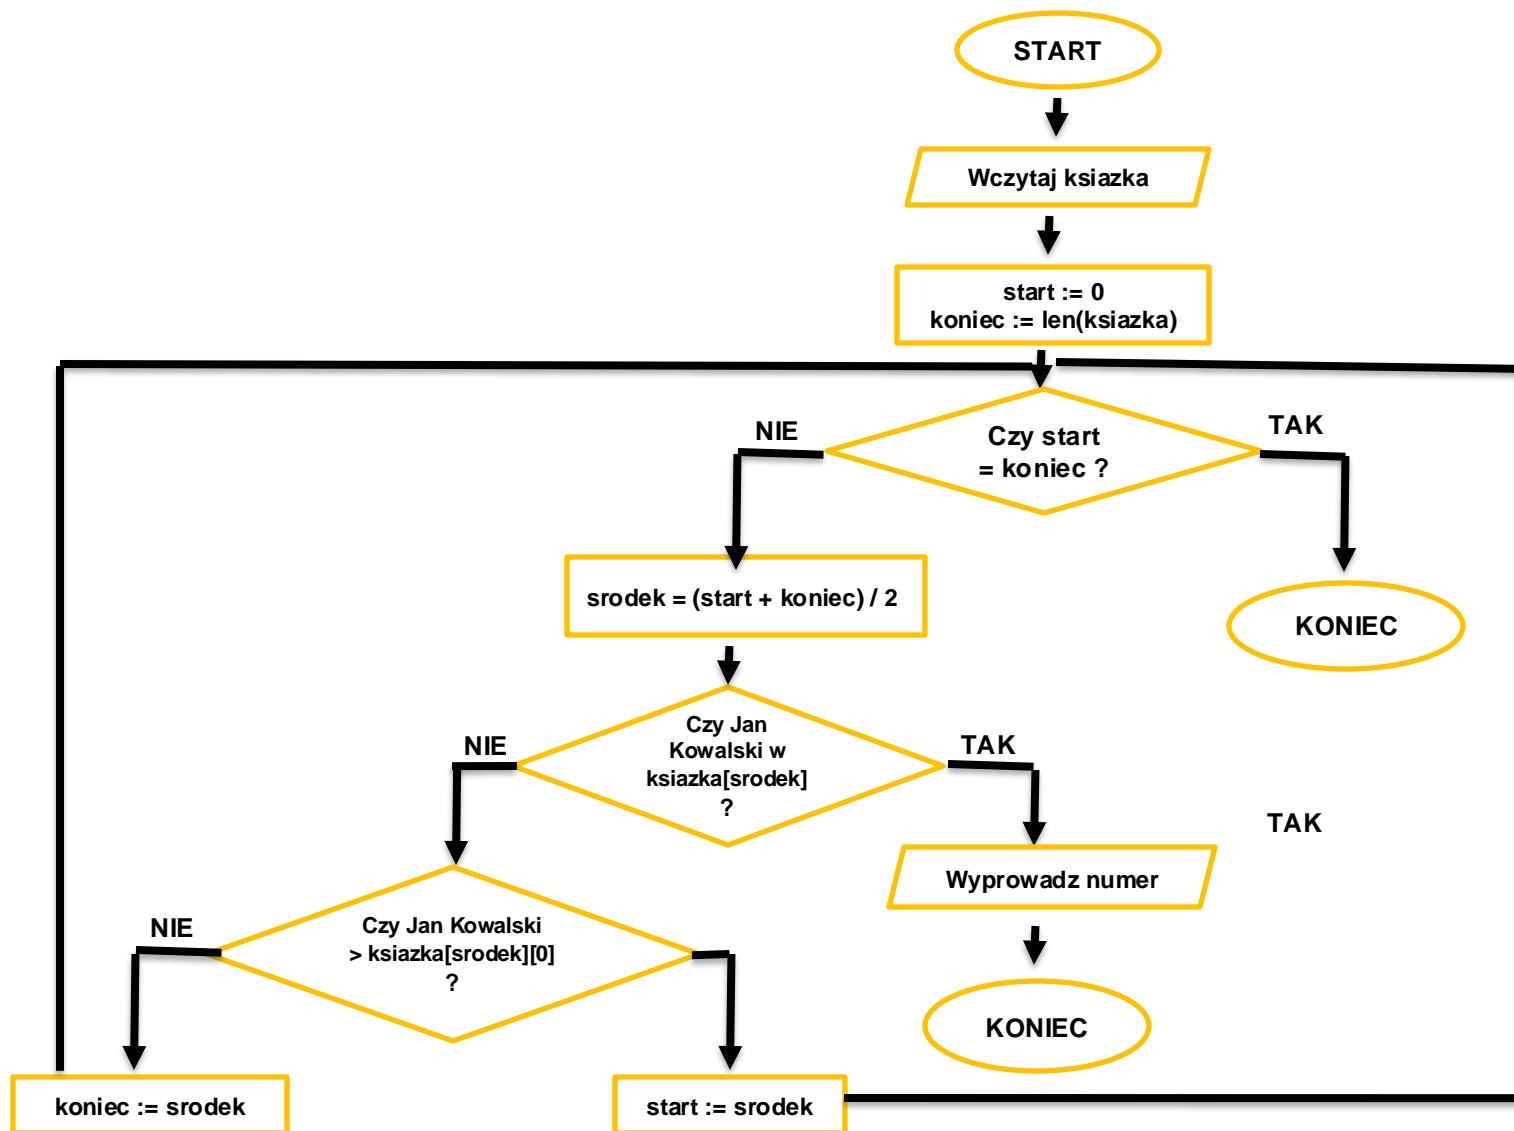 START
Wczytaj ksiazka
start := 0
koniec := len(ksiazka)
Czy start
= koniec ?
NIE
TAK
srodek = (start + koniec) / 2
KONIEC
Czy Jan
Kowalski w
ksiazka[srodek]
?
NIE
TAK
TAK
Wyprowadz numer
Czy Jan Kowalski
> ksiazka[srodek][0]
?
NIE
KONIEC
koniec := srodek
start := srodek